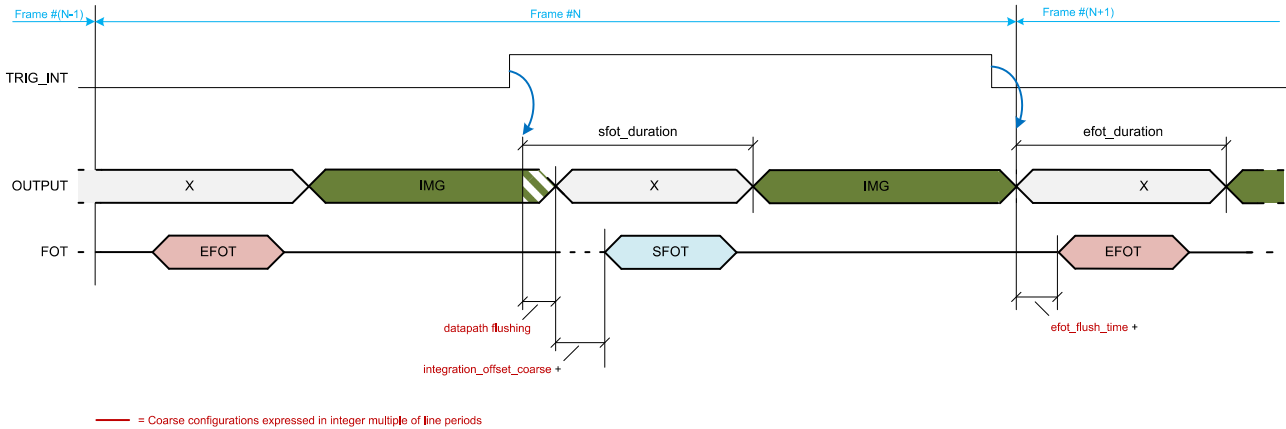 Frame #(N-1)
Frame #N
Frame #(N+1)
TRIG_INT
sfot_duration
efot_duration
OUTPUT
X
IMG
X
IMG
X
FOT
EFOT
SFOT
EFOT
datapath flushing
efot_flush_time +
integration_offset_coarse +
= Coarse configurations expressed in integer multiple of line periods